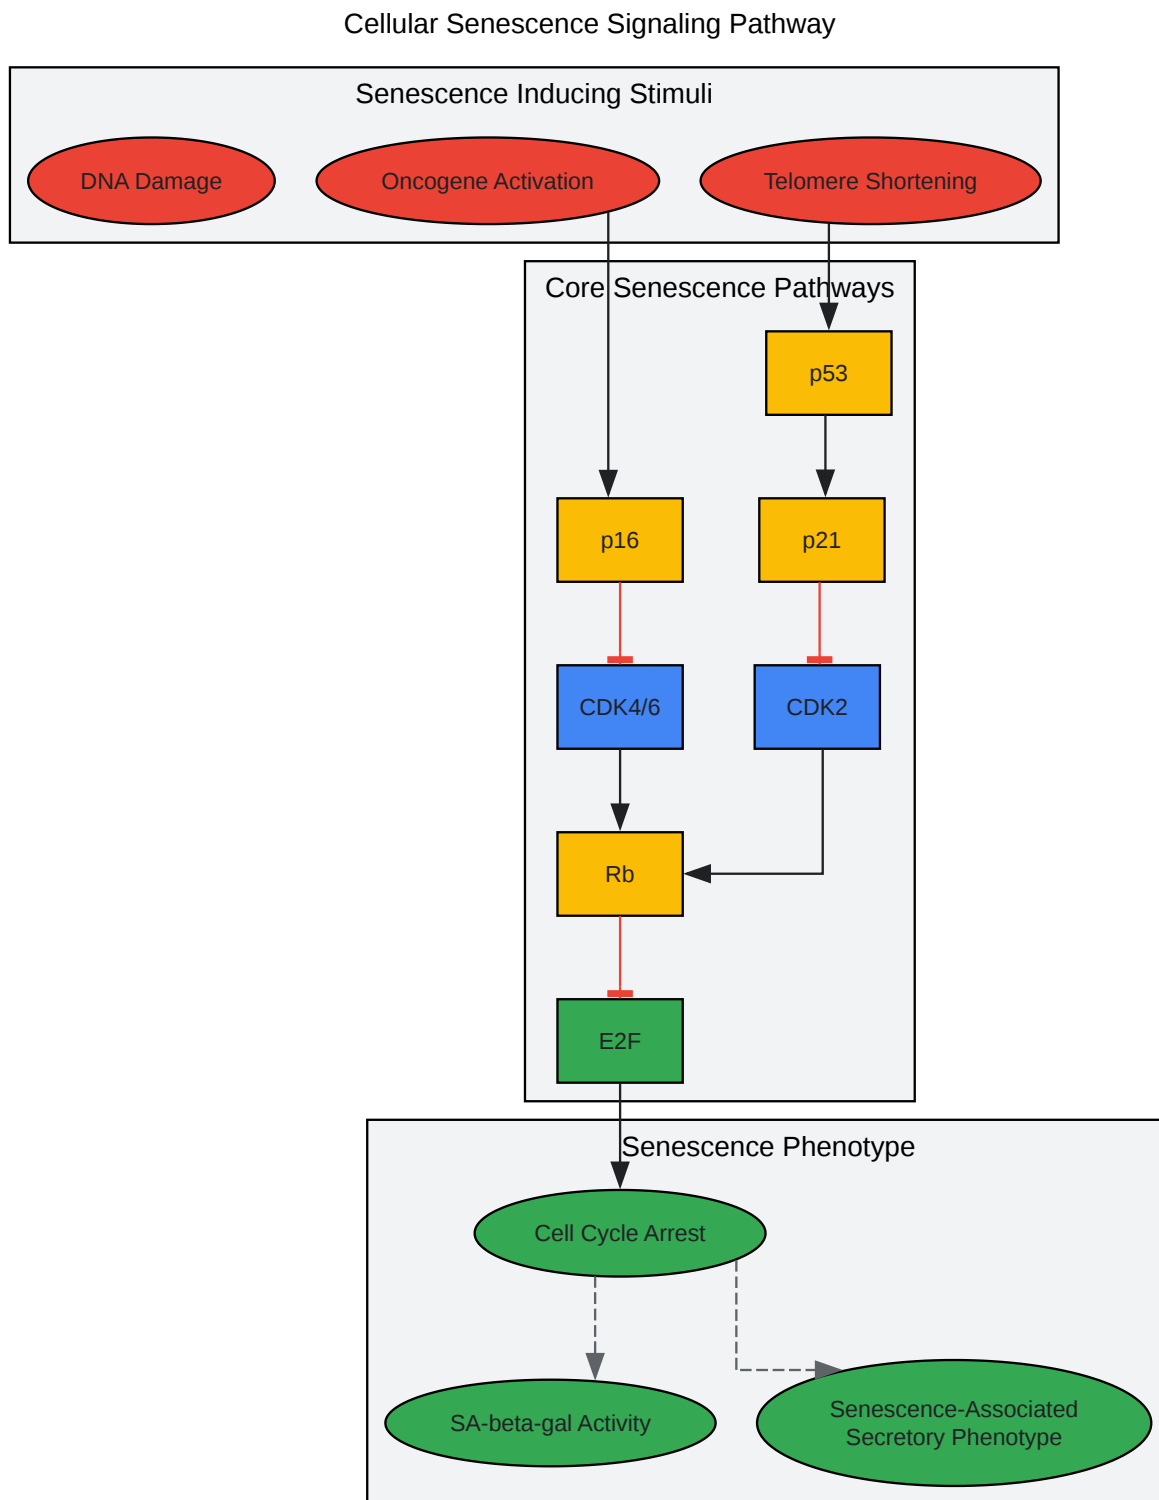 Cellular Senescence Signaling Pathway
Senescence Inducing Stimuli
DNA Damage
Oncogene Activation
Telomere Shortening
Core Senescence Pathways
p53
p16
p21
CDK4/6
CDK2
Rb
E2F
Senescence Phenotype
Cell Cycle Arrest
SA-beta-gal Activity
Senescence-Associated
Secretory Phenotype